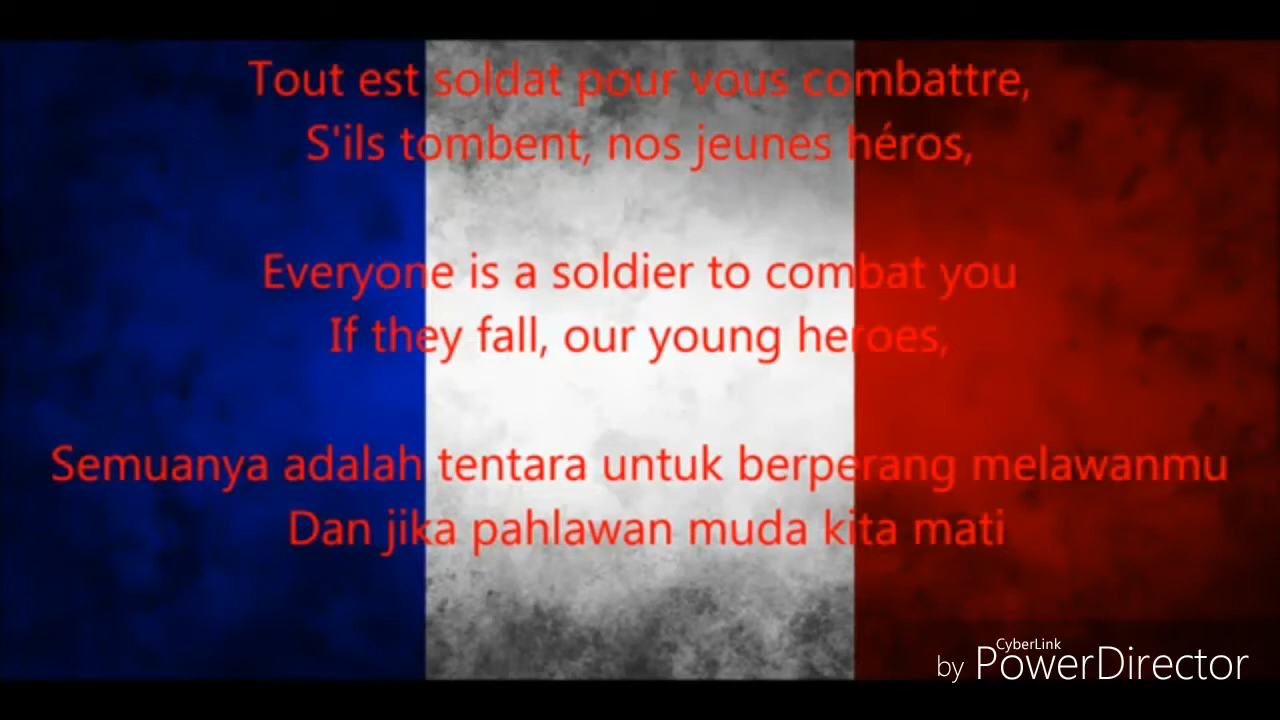 Tout est soldat pour vous combattre,
S'ils tombent, nos jeunes héros,
Everyone is a soldier to combat you
If they fall, our young heroes,
Semuanya adalah tentara untuk berperang melawanmu
Dan jika pahlawan muda kita mati
CyberLink
by PowerDirector